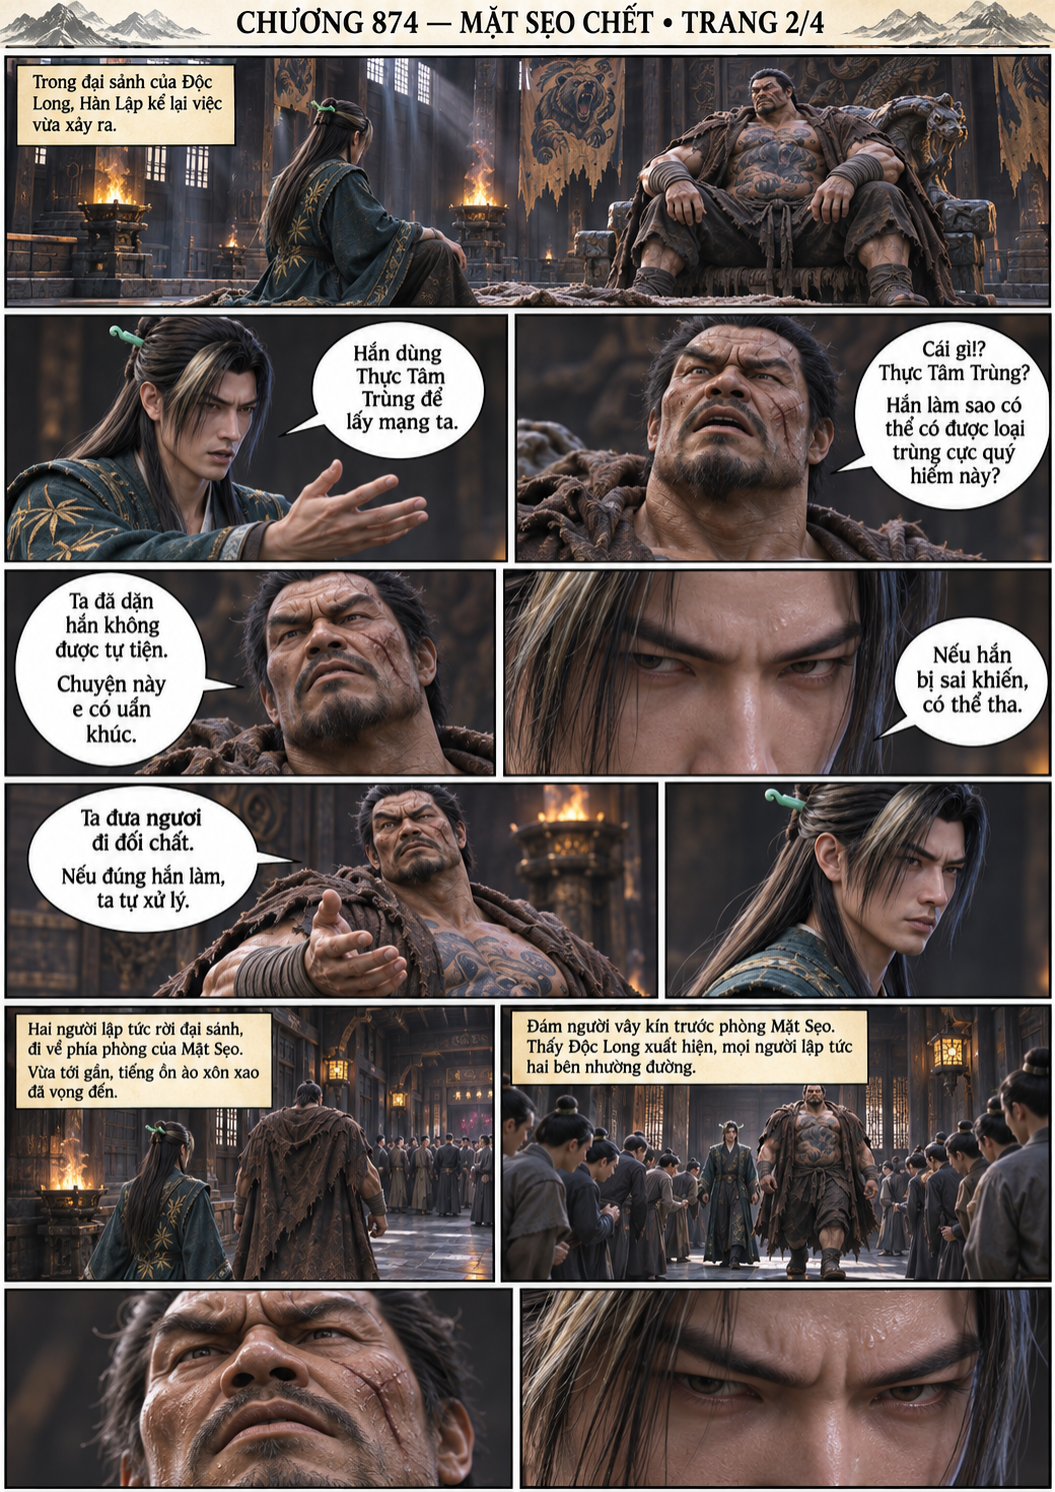 CHƯƠNG 874 — MẶT SẸO CHẾT • TRANG 2/4
Trong đại sảnh của Độc
Long, Hàn Lập kể lại việc
vừa xảy ra.
Hắn dùng
Thực Tâm
Trùng để
lấy mạng ta.
Cái gì!?
Thực Tâm Trùng?
Hắn làm sao có
thể có được loại
trùng cực quý
hiếm này?
Ta đã dặn
hắn không
được tự tiện.
Chuyện này
e có uẩn
khúc.
Nếu hắn
bị sai khiến,
có thể tha.
Ta đưa ngươi
đi đối chất.
Nếu đúng hắn làm,
ta tự xử lý.
Hai người lập tức rời đại sảnh,
đi về phía phòng của Mặt Sẹo.
Vừa tới gần, tiếng ồn ào xôn xao
đã vọng đến.
Đám người vây kín trước phòng Mặt Sẹo.
Thấy Độc Long xuất hiện, mọi người lập tức
hai bên nhường đường.